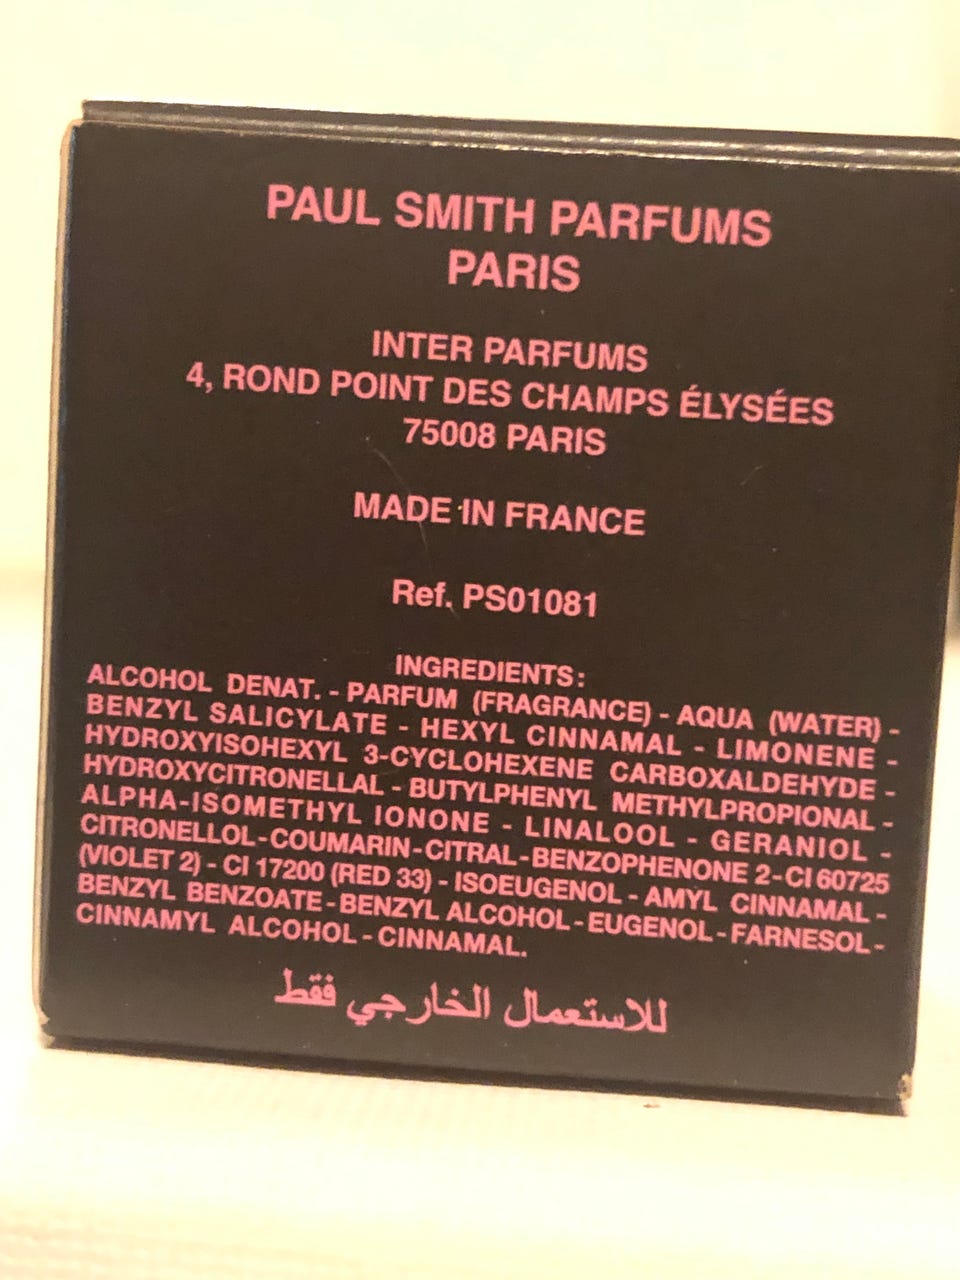 PAUL SMITH PARFUMS
PARIS
INTER PARFUMS
4, ROND POINT DES CHAMPS ÉLYSÉES
75008 PARIS
MADE IN FRANCE
Ref. PS01081
INGREDIENTS:
ALCOHOL DENAT. - PARFUM (FRAGRANCE) - AQUA (WATER) -
BENZYL SALICYLATE - HEXYL CINNAMAL - LIMONENE -
HYDROXYISOHEXYL 3-CYCLOHEXENE CARBOXALDEHYDE -
HYDROXYCITRONELLAL - BUTYLPHENYL METHYLPROPIONAL -
ALPHA-ISOMETHYL IONONE - LINALOOL - GERANIOL -
CITRONELLOL - COUMARIN - CITRAL - BENZOPHENONE 2 - CI 60725
(VIOLET 2) - CI 17200 (RED 33) - ISOEUGENOL - AMYL CINNAMAL -
BENZYL BENZOATE - BENZYL ALCOHOL - EUGENOL - FARNESOL -
CINNAMYL ALCOHOL - CINNAMAL.
للاستعمال الخارجي فقط